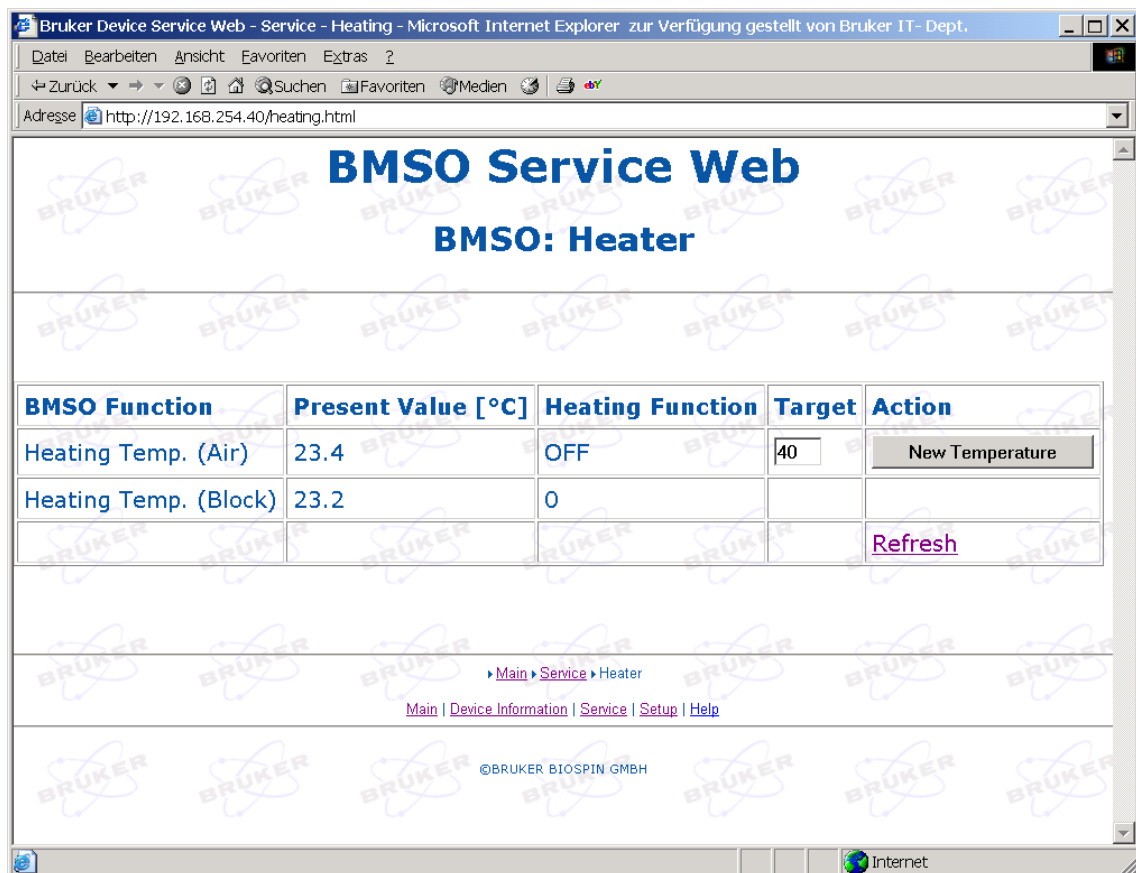 Bruker Device Service Web - Service - Heating - Microsoft Internet Explorer zur Verfügung gestellt von Bruker IT- Dept.
Datei Bearbeiten Ansicht Favoriten Extras ?
Zurück Suchen Favoriten Medien ebY
Adresse http://192.168.254.40/heating.html
BMSO Service Web
BMSO: Heater
BMSO Function Present Value [°C] Heating Function Target Action
Heating Temp. (Air) 23.4 OFF 40 New Temperature
Heating Temp. (Block) 23.2 0
Refresh
Main Service Heater
Main | Device Information | Service | Setup | Help
©BRUKER BIOSPIN GMBH
Internet